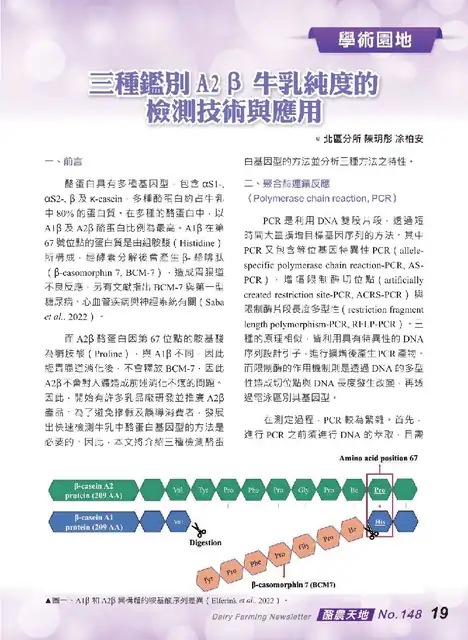 學術園地
三種鑑別 A2 β 牛乳純度的
檢測技術與應用
北區分所 陳玥彤 涂柏安
一、前言
酪蛋白具有多種基因型,包含 αS1-,
αS2-, β 及 κ-casein,多種酪蛋白約占牛乳
中 80% 的蛋白質。在多種的酪蛋白中,以
A1β 及 A2β 酪蛋白比例為最高。A1β 在第
67 號位點的蛋白質是由組胺酸(Histidine)
所構成,經酵素分解後會產生 β- 酪啡肽
(β-casomorphin 7, BCM-7),造成胃腸道
不良反應,另有文獻指出 BCM-7 與第一型
糖尿病、心血管疾病與神經系統有關(Saba
et al.. 2022)。
而 A2β 酪蛋白因第 67 位點的胺基酸
為脯胺酸(Proline),與 A1β 不同,因此
經胃腸道消化後,不會釋放 BCM-7,因此
A2β不會對人體造成前述消化不適的問題。
因此,開始有許多乳品廠研發並推廣 A2β
產品。為了避免摻假及誤導消費者,發展
出快速檢測牛乳中酪蛋白基因型的方法是
必要的。因此,本文將介紹三種檢測酪蛋
白基因型的方法並分析三種方法之特性。
二、聚合酶連鎖反應
(Polymerase chain reaction, PCR)
PCR 是利用 DNA 雙股片段,透過短
時間大量擴增目標基因序列的方法。其中
PCR 又包含等位基因特異性 PCR(allele-
specific polymerase chain reaction-PCR, AS-
PCR)、增幅限制酶切位點(artificially
created restriction site-PCR, ACRS-PCR)與
限制酶片段長度多型性(restriction fragment
length polymorphism-PCR, RFLP-PCR)。三
種的原理相似,皆利用具有特異性的 DNA
序列設計引子,進行擴增後產生 PCR 產物。
而限制酶的作用機制則是透過 DNA 的多型
性造成切位點與 DNA 長度發生改變,再透
過電泳區別其基因型。
在測定過程,PCR 較為繁雜。首先,
進行 PCR 之前須進行 DNA 的萃取,且需
Amino acid position 67
β-casein A2
protein (209 AA)
Val Tyr Pro Phe Pro Gly Pro Ile Pro
β-casein A1
protein (209 AA)
Val
His
Digestion
Tyr Pro Phe Pro Gly Pro Ile
β-casomorphin 7 (BCM7)
▲圖一、A1β 和 A2β 異構體的胺基酸序列差異(Elferink et al.. 2022)。
Dairy Farming Newsletter 酪農天地 No.148 19